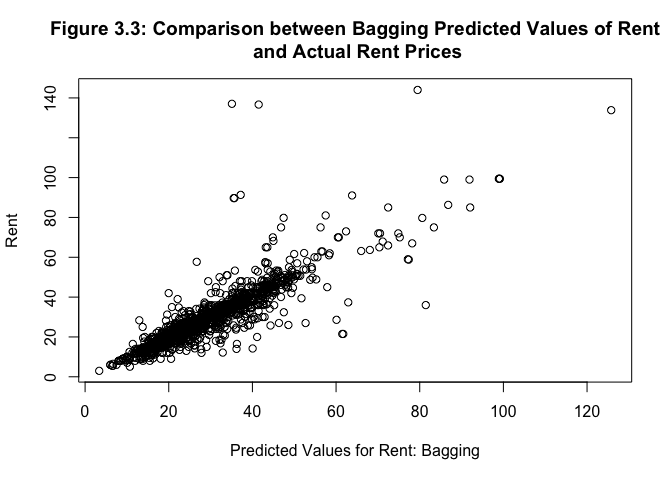 Figure 3.3: Comparison between Bagging Predicted Values of Rent
and Actual Rent Prices
140
100
80
60
40
20
0
Rent
0 20 40 60 80 100 120
Predicted Values for Rent: Bagging